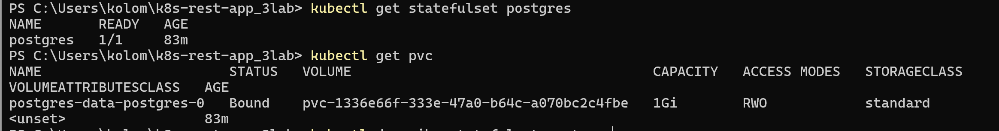 PS C:\Users\kolom\k8s-rest-app_3lab> kubectl get statefulset postgres
NAME       READY   AGE
postgres   1/1     83m
PS C:\Users\kolom\k8s-rest-app_3lab> kubectl get pvc
NAME                       STATUS   VOLUME                                     CAPACITY   ACCESS MODES   STORAGECLASS
VOLUMEATTRIBUTESCLASS   AGE
postgres-data-postgres-0   Bound    pvc-1336e66f-333e-47a0-b64c-a070bc2c4fbe   1Gi        RWO            standard
<unset>                 83m